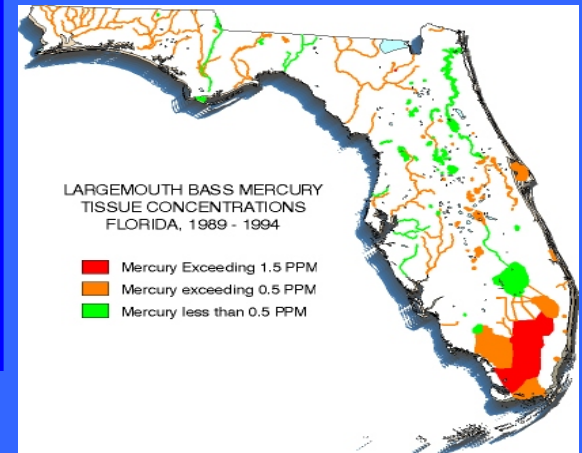 LARGEMOUTH BASS MERCURY
TISSUE CONCENTRATIONS
FLORIDA, 1989 - 1994
Mercury Exceeding 1.5 PPM
Mercury exceeding 0.5 PPM
Mercury less than 0.5 PPM